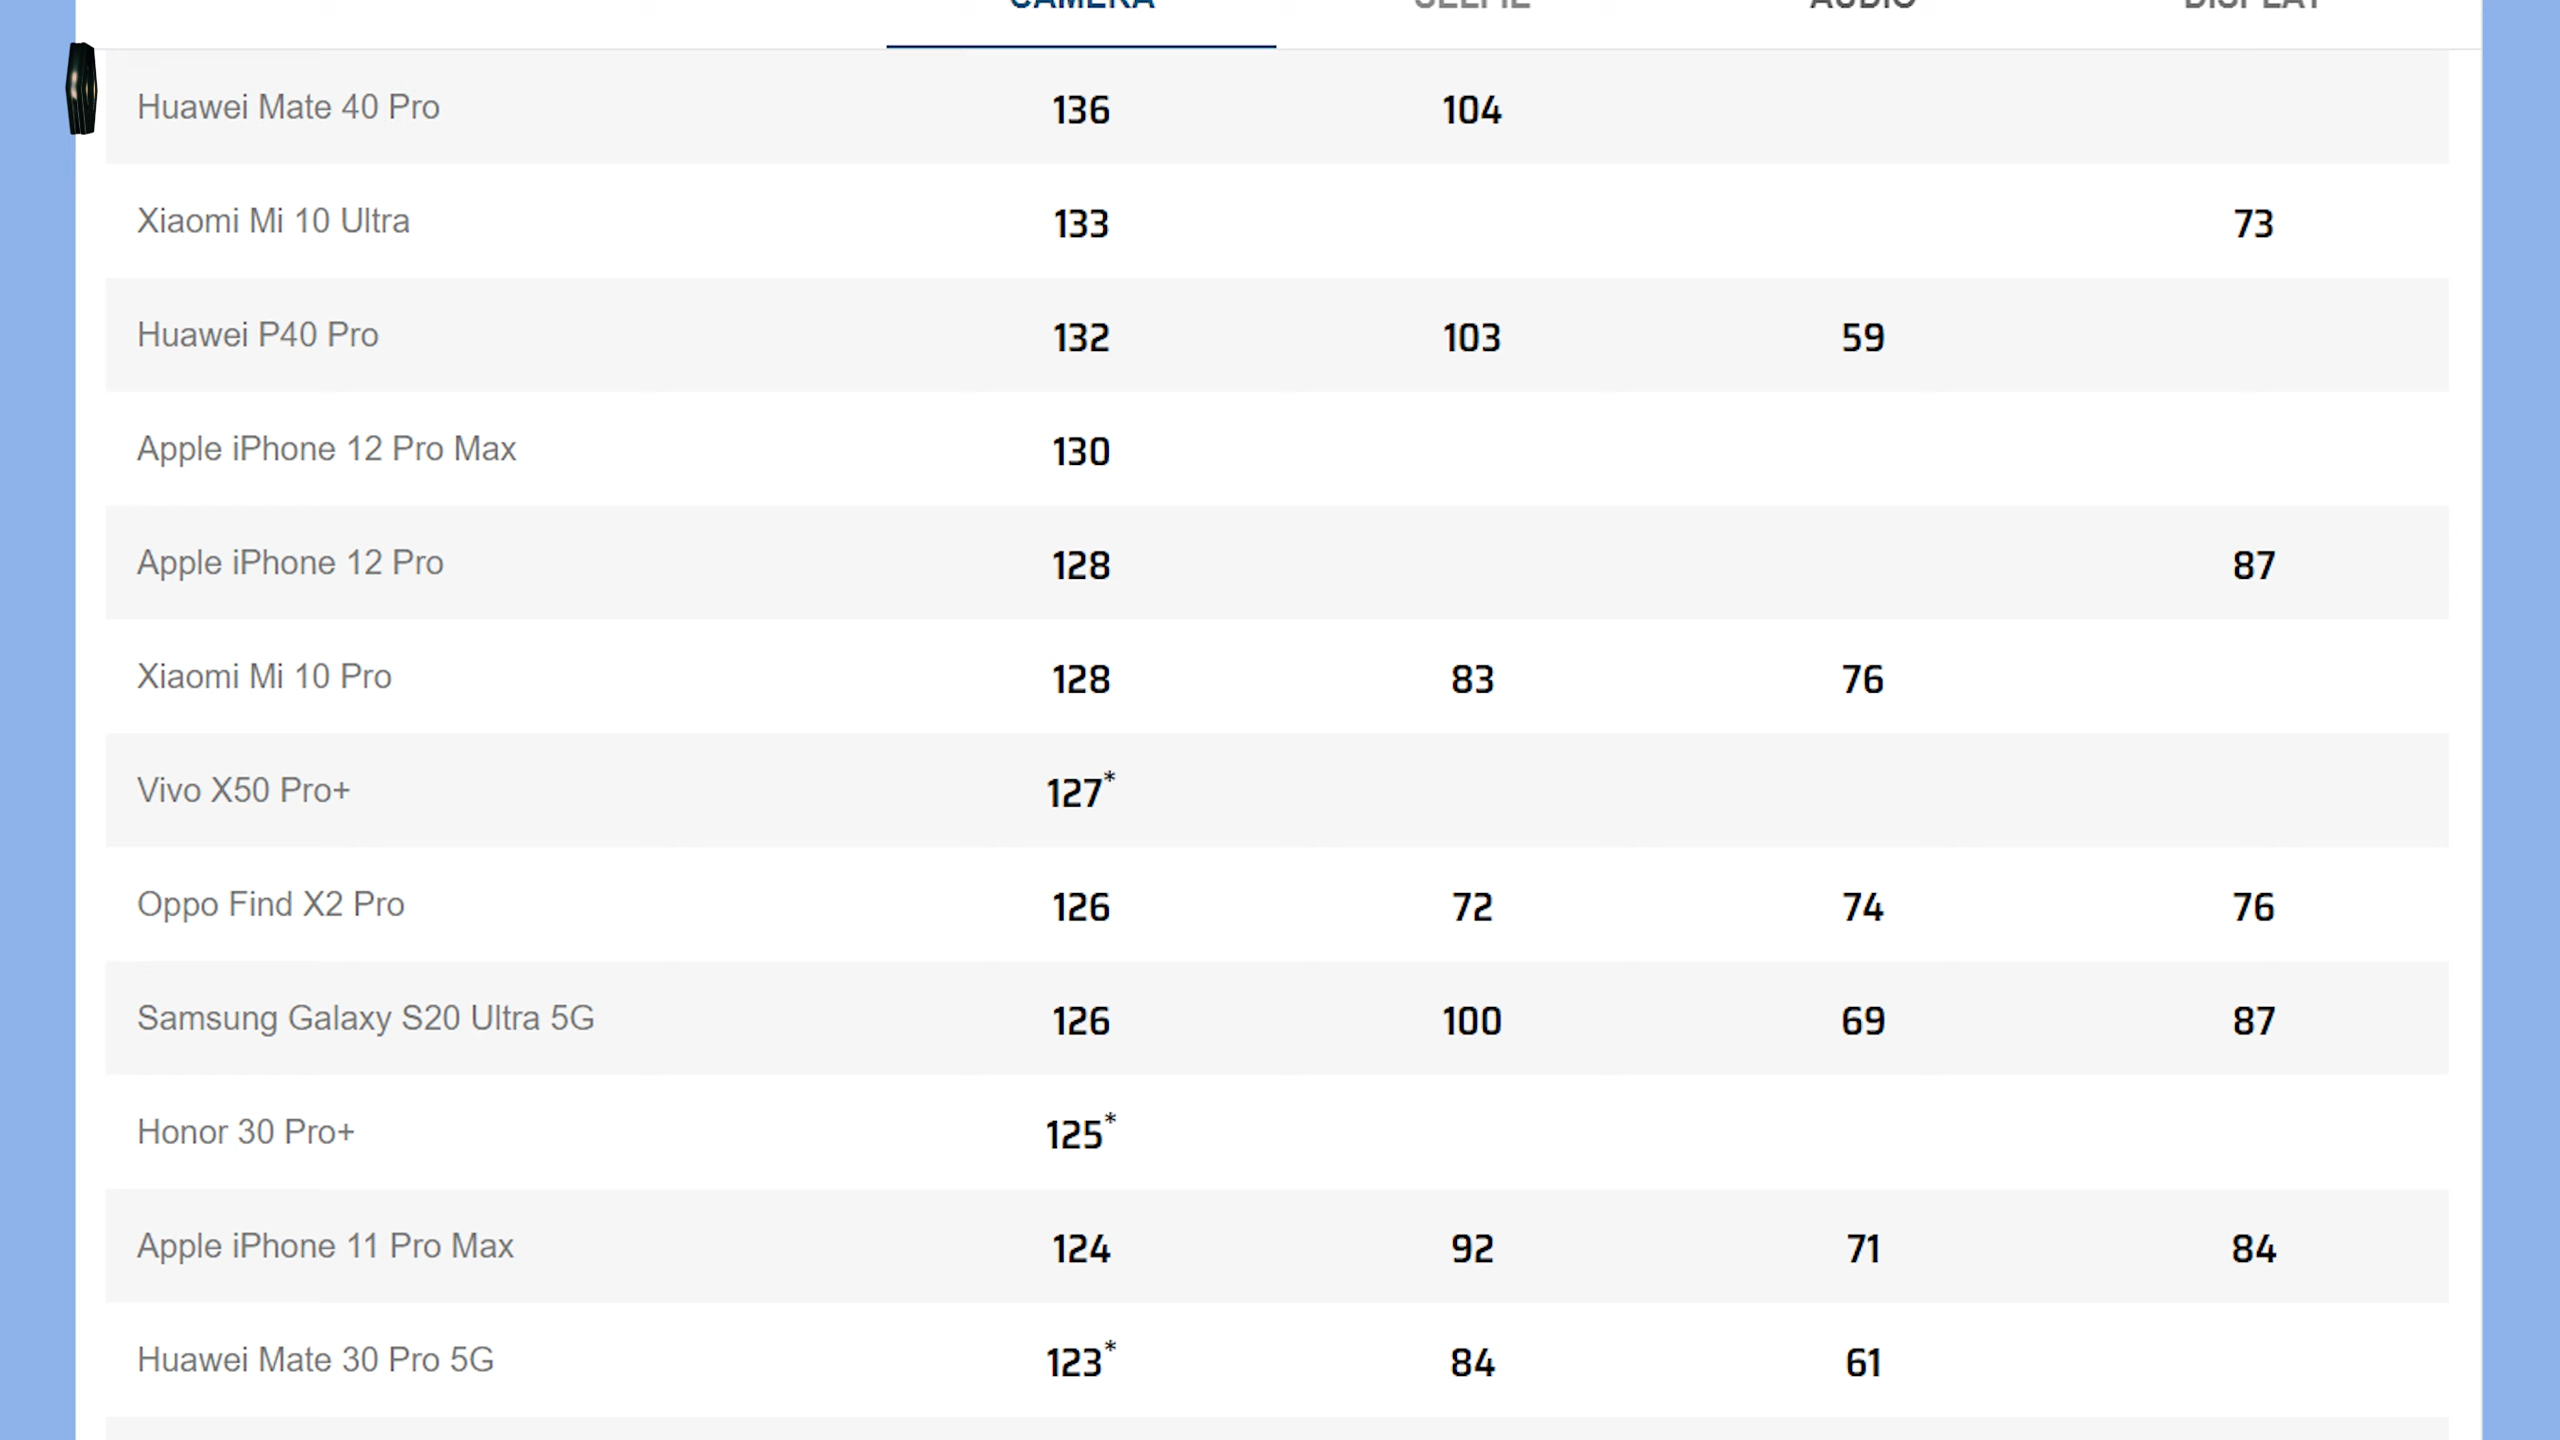 CAMERA SELFIE AUDIO DISPLAY
Huawei Mate 40 Pro 136 104
Xiaomi Mi 10 Ultra 133 73
Huawei P40 Pro 132 103 59
Apple iPhone 12 Pro Max 130
Apple iPhone 12 Pro 128 87
Xiaomi Mi 10 Pro 128 83 76
Vivo X50 Pro+ 127*
Oppo Find X2 Pro 126 72 74 76
Samsung Galaxy S20 Ultra 5G 126 100 69 87
Honor 30 Pro+ 125*
Apple iPhone 11 Pro Max 124 92 71 84
Huawei Mate 30 Pro 5G 123* 84 61